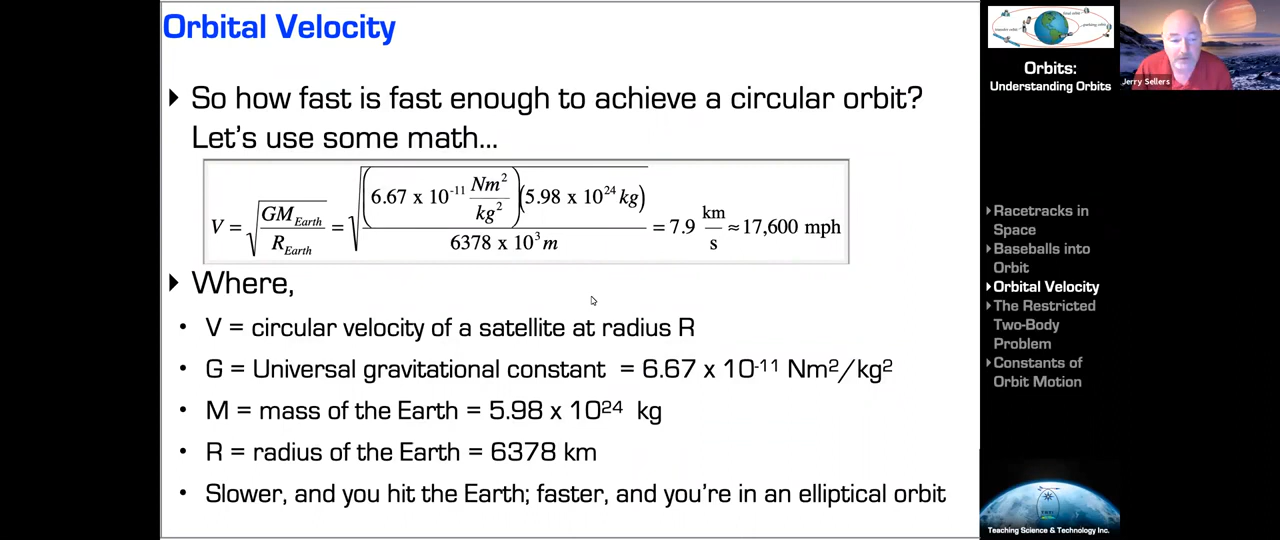 Orbital Velocity
So how fast is fast enough to achieve a circular orbit?
Let's use some math...
V = √(GM_Earth / R_Earth) = √((6.67 x 10⁻¹¹ Nm²/kg²)(5.98 x 10²⁴ kg) / 6378 x 10³ m) = 7.9 km/s ≈ 17,600 mph
Where,
• V = circular velocity of a satellite at radius R
• G = Universal gravitational constant = 6.67 x 10⁻¹¹ Nm²/kg²
• M = mass of the Earth = 5.98 x 10²⁴ kg
• R = radius of the Earth = 6378 km
• Slower, and you hit the Earth; faster, and you're in an elliptical orbit
Orbits:
Understanding Orbits
Jerry Sellers
Racetracks in
Space
Baseballs into
Orbit
Orbital Velocity
The Restricted
Two-Body
Problem
Constants of
Orbit Motion
Teaching Science & Technology Inc.